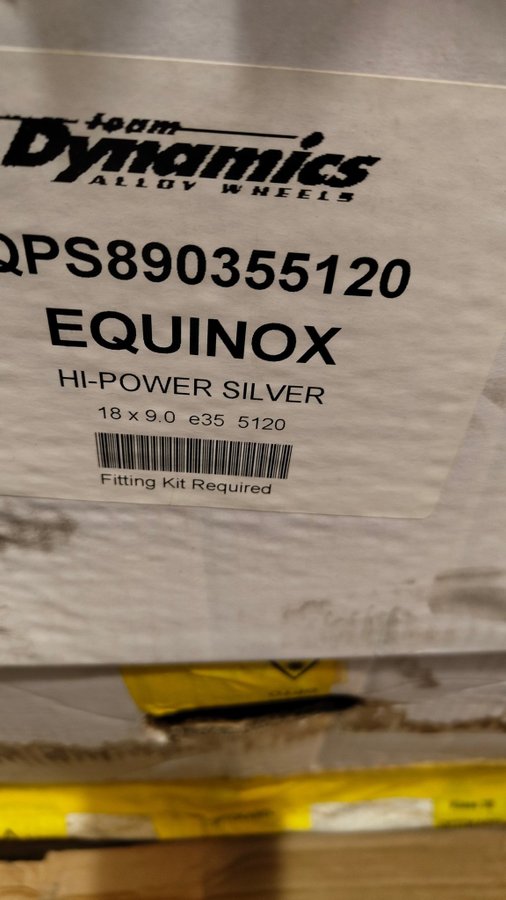 team
Dynamics
ALLOY WHEELS
QPS890355120
EQUINOX
HI-POWER SILVER
18 x 9.0 e35 5120
Fitting Kit Required